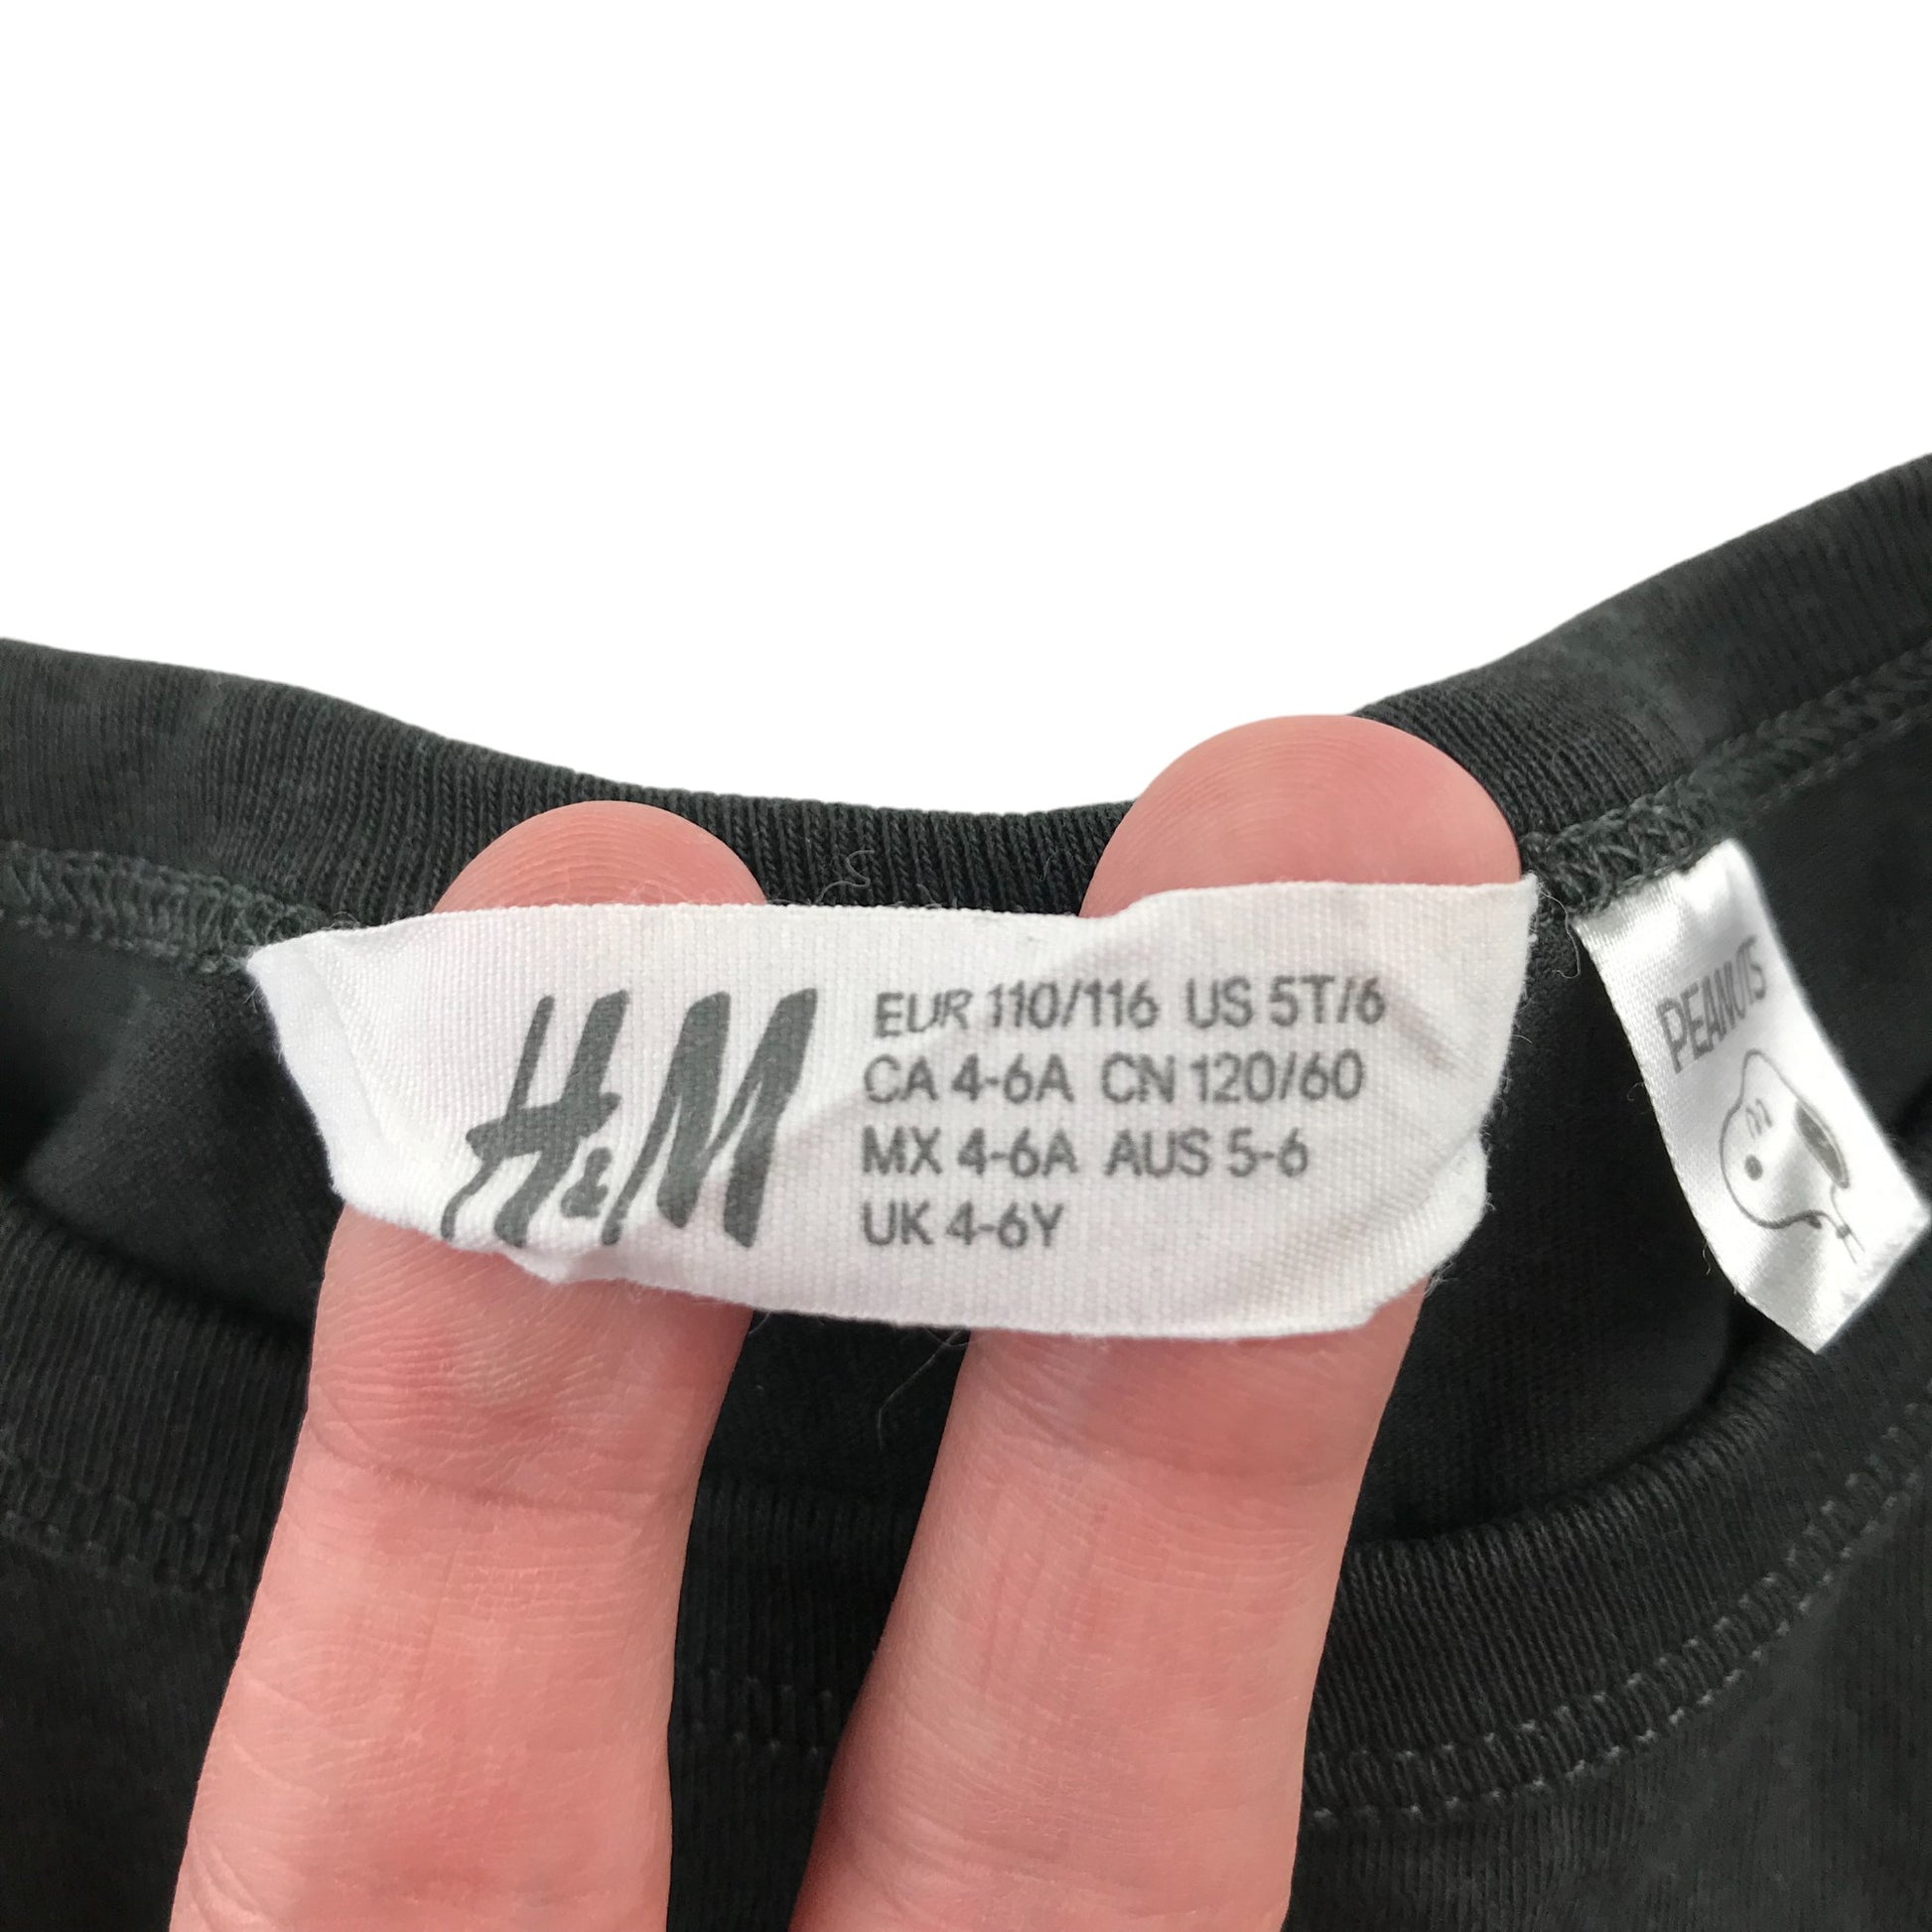 H&M
EUR 110/116 US 5T/6
CA 4-6A CN 120/60
MX 4-6A AUS 5-6
UK 4-6Y
PEANUTS